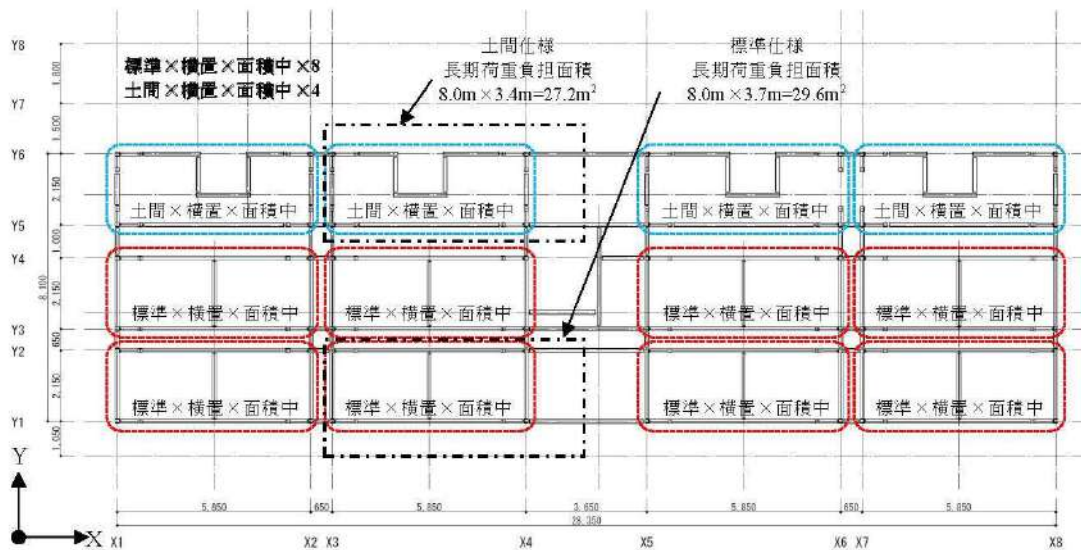 Y8
土間仕様
標準仕様
標準×横置×面積中×8
長期荷重負担面積
長期荷重負担面積
1,800
土間×横置×面積中×4
8.0m×3.4m=27.2m²
8.0m×3.7m=29.6m²
Y7
1,500
Y6
2,150
土間×横置×面積中
土間×横置×面積中
土間×横置×面積中
土間×横置×面積中
Y5
1,000
Y4
8,100
2,150
標準×横置×面積中
標準×横置×面積中
標準×横置×面積中
標準×横置×面積中
Y3
650
Y2
2,150
標準×横置×面積中
標準×横置×面積中
標準×横置×面積中
標準×横置×面積中
Y1
1,050
Y
5,850
650
5,850
3,650
5,850
650
5,850
28,350
X
X1
X2
X3
X4
X5
X6
X7
X8